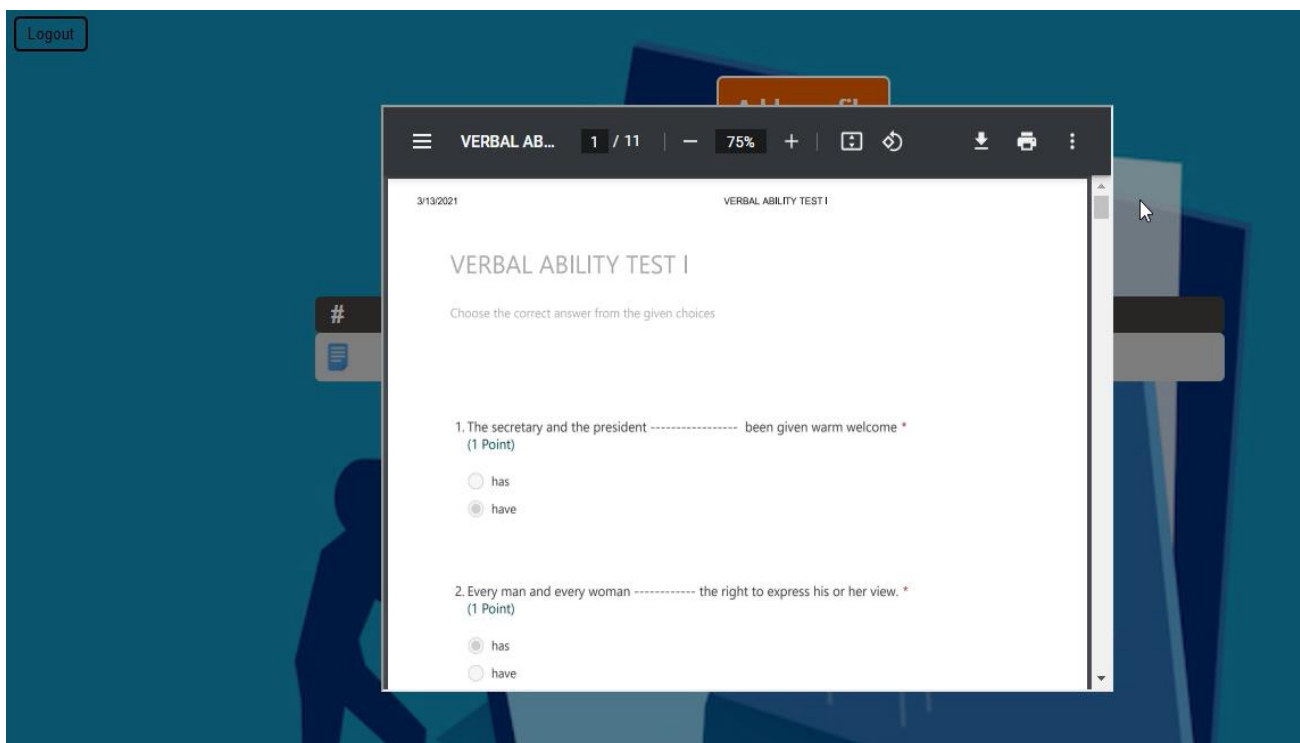 Logout
VERBAL AB... 1 / 11 75%
3/13/2021 VERBAL ABILITY TEST I
VERBAL ABILITY TEST I
#
Choose the correct answer from the given choices
1. The secretary and the president ----------------- been given warm welcome *
(1 Point)
has
have
2. Every man and every woman ------------ the right to express his or her view. *
(1 Point)
has
have